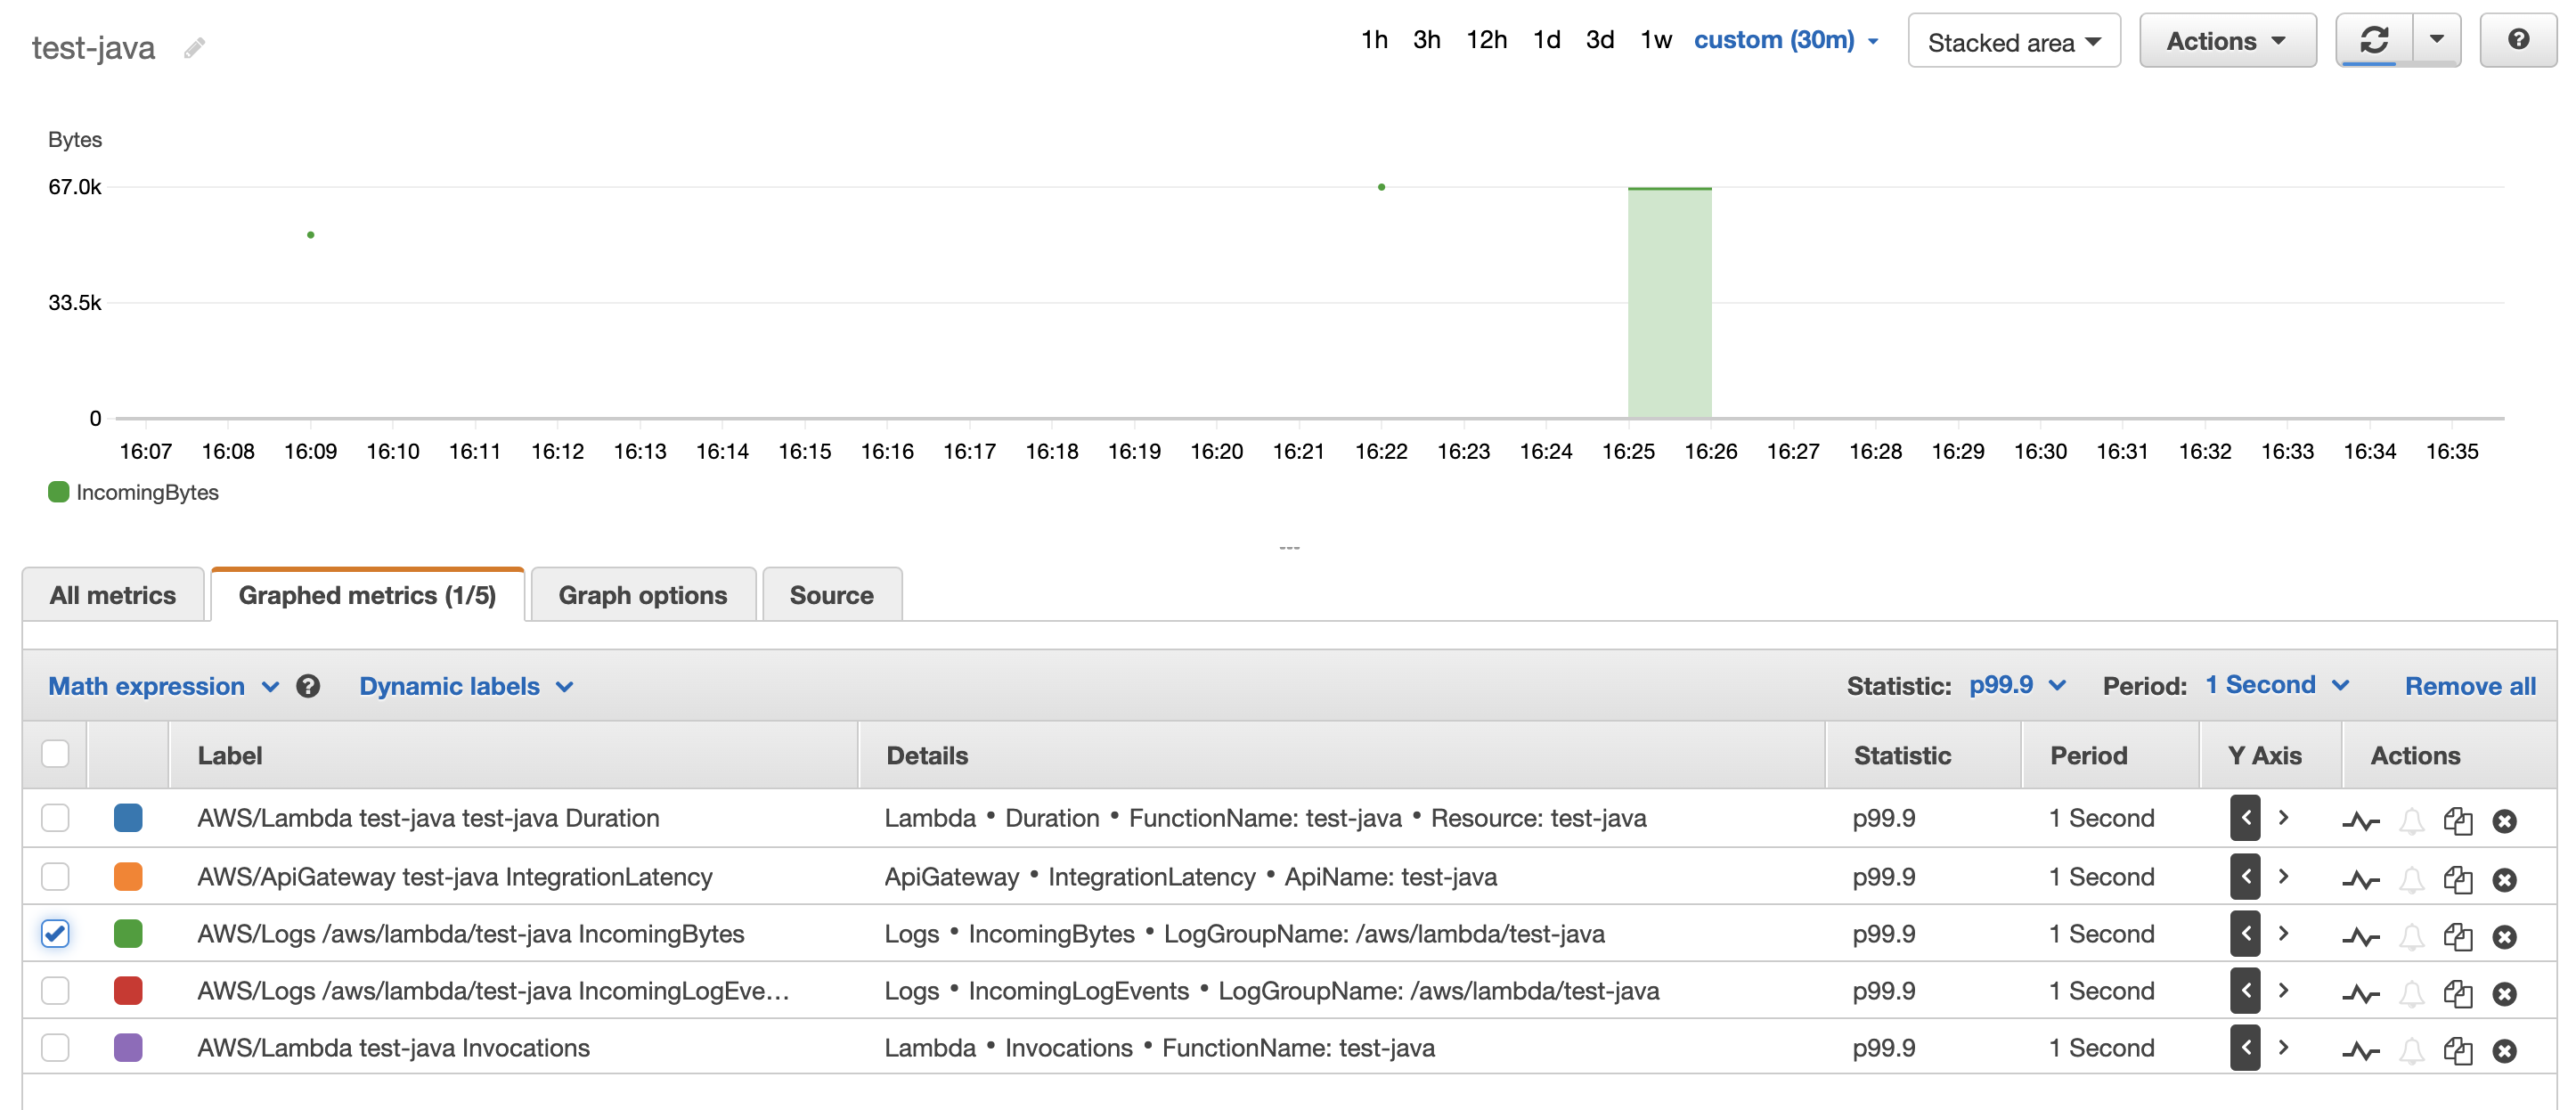 test-java
1h 3h 12h 1d 3d 1w custom (30m) Stacked area Actions ?
Bytes
67.0k
33.5k
0
16:07 16:08 16:09 16:10 16:11 16:12 16:13 16:14 16:15 16:16 16:17 16:18 16:19 16:20 16:21 16:22 16:23 16:24 16:25 16:26 16:27 16:28 16:29 16:30 16:31 16:32 16:33 16:34 16:35
IncomingBytes
All metrics Graphed metrics (1/5) Graph options Source
Math expression ? Dynamic labels Statistic: p99.9 Period: 1 Second Remove all
Label Details Statistic Period Y Axis Actions
AWS/Lambda test-java test-java Duration Lambda • Duration • FunctionName: test-java • Resource: test-java p99.9 1 Second
AWS/ApiGateway test-java IntegrationLatency ApiGateway • IntegrationLatency • ApiName: test-java p99.9 1 Second
AWS/Logs /aws/lambda/test-java IncomingBytes Logs • IncomingBytes • LogGroupName: /aws/lambda/test-java p99.9 1 Second
AWS/Logs /aws/lambda/test-java IncomingLogEve… Logs • IncomingLogEvents • LogGroupName: /aws/lambda/test-java p99.9 1 Second
AWS/Lambda test-java Invocations Lambda • Invocations • FunctionName: test-java p99.9 1 Second